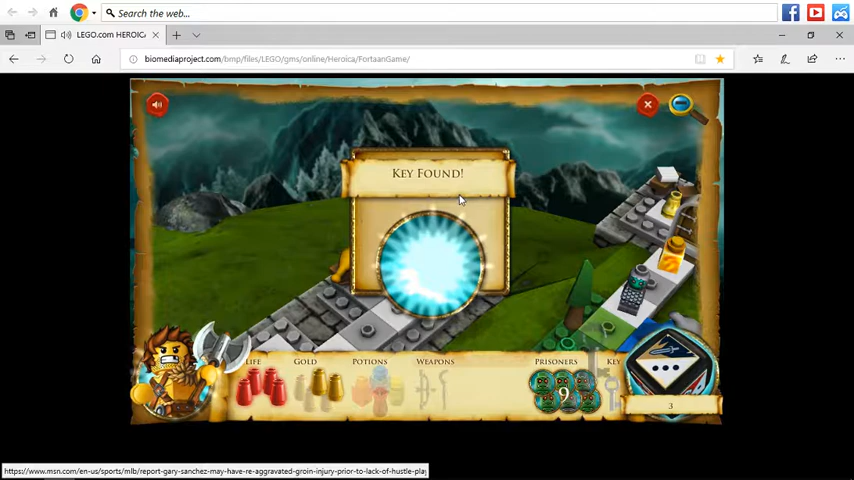 Search the web...
LEGO.com HEROICA
biomediaproject.com/bmp/files/LEGO/gms/online/Heroica/FortaanGame/
KEY FOUND!
LIFE
GOLD
POTIONS
WEAPONS
PRISONERS
KEY
9
3
https://www.msn.com/en-us/sports/mlb/report-gary-sanchez-may-have-re-aggravated-groin-injury-prior-to-lack-of-hustle-play